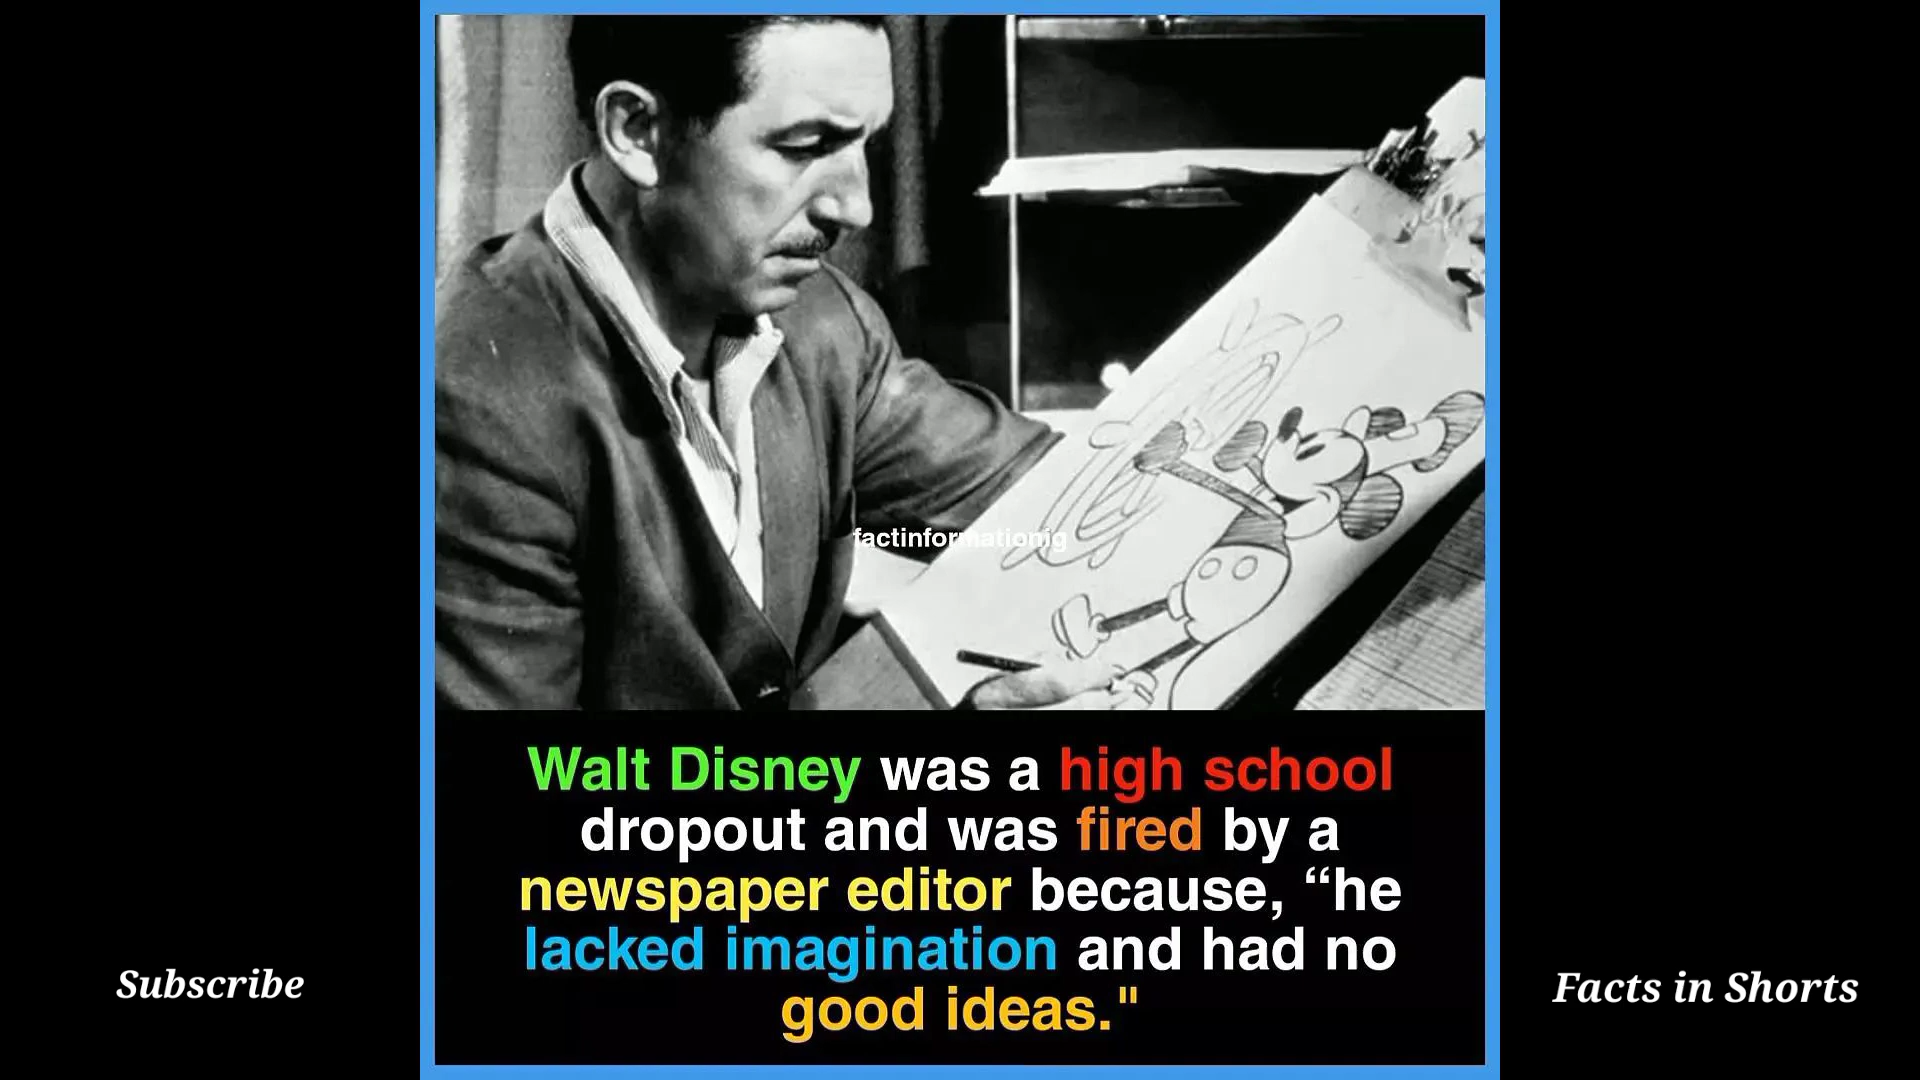 factinformationig
Walt Disney was a high school
dropout and was fired by a
newspaper editor because, “he
lacked imagination and had no
good ideas."
Subscribe
Facts in Shorts